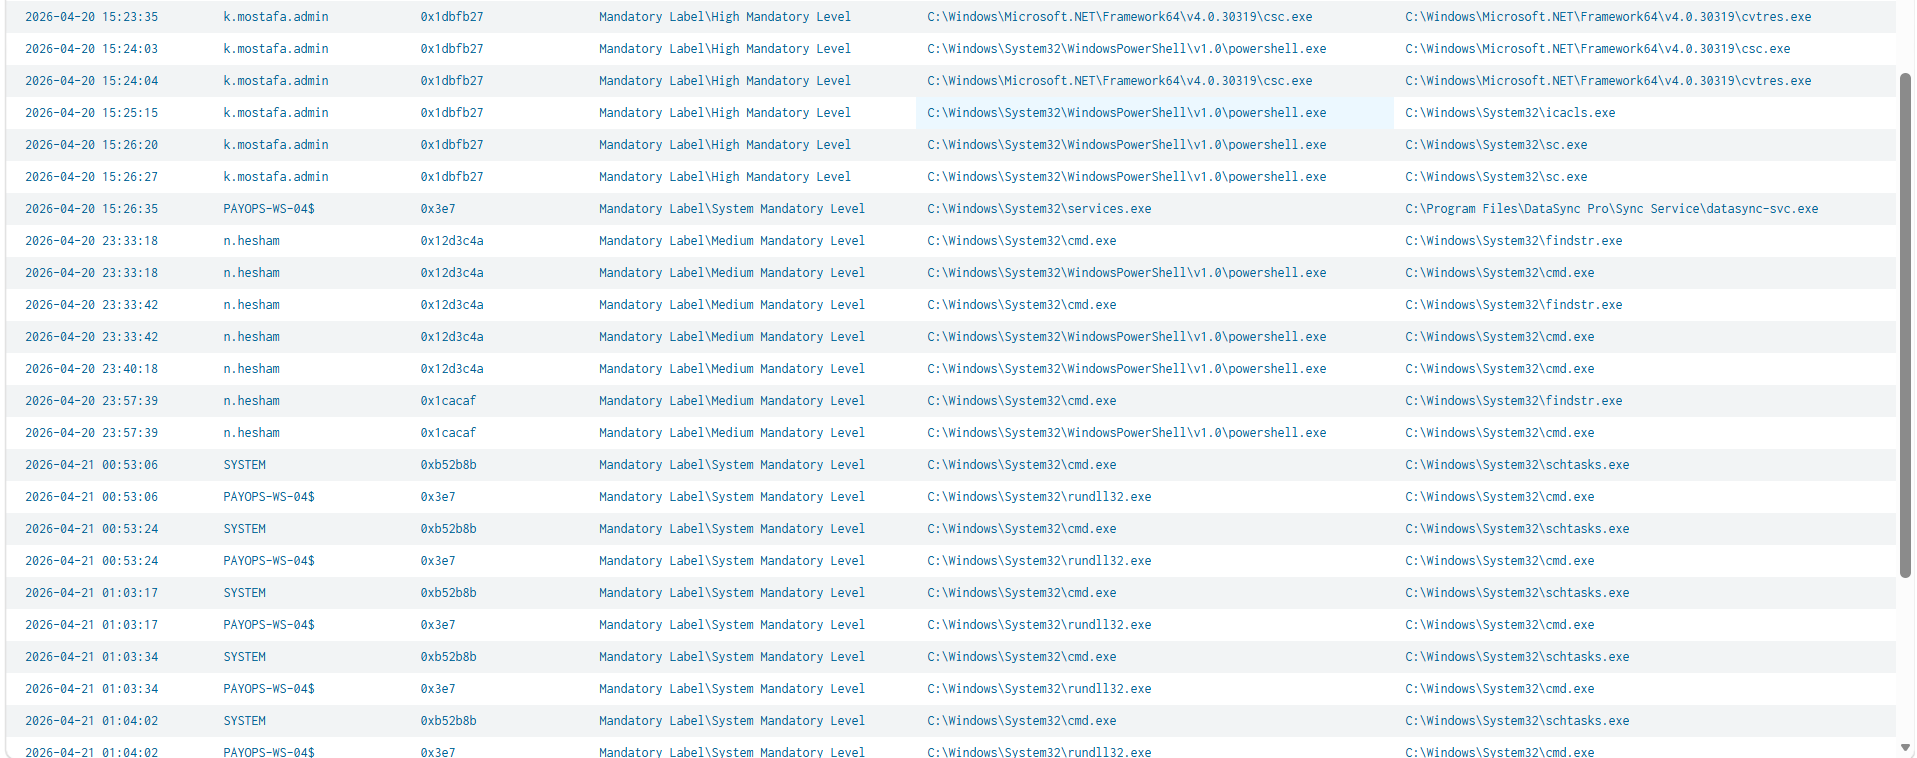 2026-04-20 15:23:35 k.mostafa.admin 0x1dbfb27 Mandatory Label\High Mandatory Level C:\Windows\Microsoft.NET\Framework64\v4.0.30319\csc.exe C:\Windows\Microsoft.NET\Framework64\v4.0.30319\cvtres.exe
2026-04-20 15:24:03 k.mostafa.admin 0x1dbfb27 Mandatory Label\High Mandatory Level C:\Windows\System32\WindowsPowerShell\v1.0\powershell.exe C:\Windows\Microsoft.NET\Framework64\v4.0.30319\csc.exe
2026-04-20 15:24:04 k.mostafa.admin 0x1dbfb27 Mandatory Label\High Mandatory Level C:\Windows\Microsoft.NET\Framework64\v4.0.30319\csc.exe C:\Windows\Microsoft.NET\Framework64\v4.0.30319\cvtres.exe
2026-04-20 15:25:15 k.mostafa.admin 0x1dbfb27 Mandatory Label\High Mandatory Level C:\Windows\System32\WindowsPowerShell\v1.0\powershell.exe C:\Windows\System32\icacls.exe
2026-04-20 15:26:20 k.mostafa.admin 0x1dbfb27 Mandatory Label\High Mandatory Level C:\Windows\System32\WindowsPowerShell\v1.0\powershell.exe C:\Windows\System32\sc.exe
2026-04-20 15:26:27 k.mostafa.admin 0x1dbfb27 Mandatory Label\High Mandatory Level C:\Windows\System32\WindowsPowerShell\v1.0\powershell.exe C:\Windows\System32\sc.exe
2026-04-20 15:26:35 PAYOPS-WS-04$ 0x3e7 Mandatory Label\System Mandatory Level C:\Windows\System32\services.exe C:\Program Files\DataSync Pro\Sync Service\datasync-svc.exe
2026-04-20 23:33:18 n.hesham 0x12d3c4a Mandatory Label\Medium Mandatory Level C:\Windows\System32\cmd.exe C:\Windows\System32\findstr.exe
2026-04-20 23:33:18 n.hesham 0x12d3c4a Mandatory Label\Medium Mandatory Level C:\Windows\System32\WindowsPowerShell\v1.0\powershell.exe C:\Windows\System32\cmd.exe
2026-04-20 23:33:42 n.hesham 0x12d3c4a Mandatory Label\Medium Mandatory Level C:\Windows\System32\cmd.exe C:\Windows\System32\findstr.exe
2026-04-20 23:33:42 n.hesham 0x12d3c4a Mandatory Label\Medium Mandatory Level C:\Windows\System32\WindowsPowerShell\v1.0\powershell.exe C:\Windows\System32\cmd.exe
2026-04-20 23:40:18 n.hesham 0x12d3c4a Mandatory Label\Medium Mandatory Level C:\Windows\System32\WindowsPowerShell\v1.0\powershell.exe C:\Windows\System32\cmd.exe
2026-04-20 23:57:39 n.hesham 0x1cacaf Mandatory Label\Medium Mandatory Level C:\Windows\System32\cmd.exe C:\Windows\System32\findstr.exe
2026-04-20 23:57:39 n.hesham 0x1cacaf Mandatory Label\Medium Mandatory Level C:\Windows\System32\WindowsPowerShell\v1.0\powershell.exe C:\Windows\System32\cmd.exe
2026-04-21 00:53:06 SYSTEM 0xb52b8b Mandatory Label\System Mandatory Level C:\Windows\System32\cmd.exe C:\Windows\System32\schtasks.exe
2026-04-21 00:53:06 PAYOPS-WS-04$ 0x3e7 Mandatory Label\System Mandatory Level C:\Windows\System32\rundll32.exe C:\Windows\System32\cmd.exe
2026-04-21 00:53:24 SYSTEM 0xb52b8b Mandatory Label\System Mandatory Level C:\Windows\System32\cmd.exe C:\Windows\System32\schtasks.exe
2026-04-21 00:53:24 PAYOPS-WS-04$ 0x3e7 Mandatory Label\System Mandatory Level C:\Windows\System32\rundll32.exe C:\Windows\System32\cmd.exe
2026-04-21 01:03:17 SYSTEM 0xb52b8b Mandatory Label\System Mandatory Level C:\Windows\System32\cmd.exe C:\Windows\System32\schtasks.exe
2026-04-21 01:03:17 PAYOPS-WS-04$ 0x3e7 Mandatory Label\System Mandatory Level C:\Windows\System32\rundll32.exe C:\Windows\System32\cmd.exe
2026-04-21 01:03:34 SYSTEM 0xb52b8b Mandatory Label\System Mandatory Level C:\Windows\System32\cmd.exe C:\Windows\System32\schtasks.exe
2026-04-21 01:03:34 PAYOPS-WS-04$ 0x3e7 Mandatory Label\System Mandatory Level C:\Windows\System32\rundll32.exe C:\Windows\System32\cmd.exe
2026-04-21 01:04:02 SYSTEM 0xb52b8b Mandatory Label\System Mandatory Level C:\Windows\System32\cmd.exe C:\Windows\System32\schtasks.exe
2026-04-21 01:04:02 PAYOPS-WS-04$ 0x3e7 Mandatory Label\System Mandatory Level C:\Windows\System32\rundll32.exe C:\Windows\System32\cmd.exe